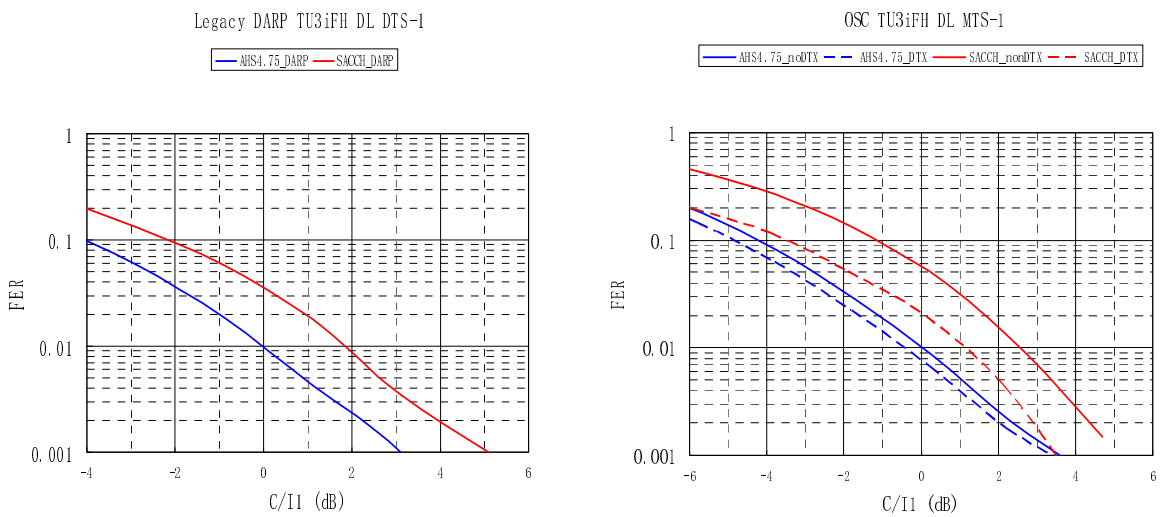 Legacy DARP TU3iFH DL DTS-1
AHS4.75_DARP SACCH_DARP
FER
1
0.1
0.01
0.001
-4 -2 0 2 4 6
C/I1 (dB)
OSC TU3iFH DL MTS-1
AHS4.75_noDTX AHS4.75_DTX SACCH_nonDTX SACCH_DTX
FER
1
0.1
0.01
0.001
-6 -4 -2 0 2 4 6
C/I1 (dB)